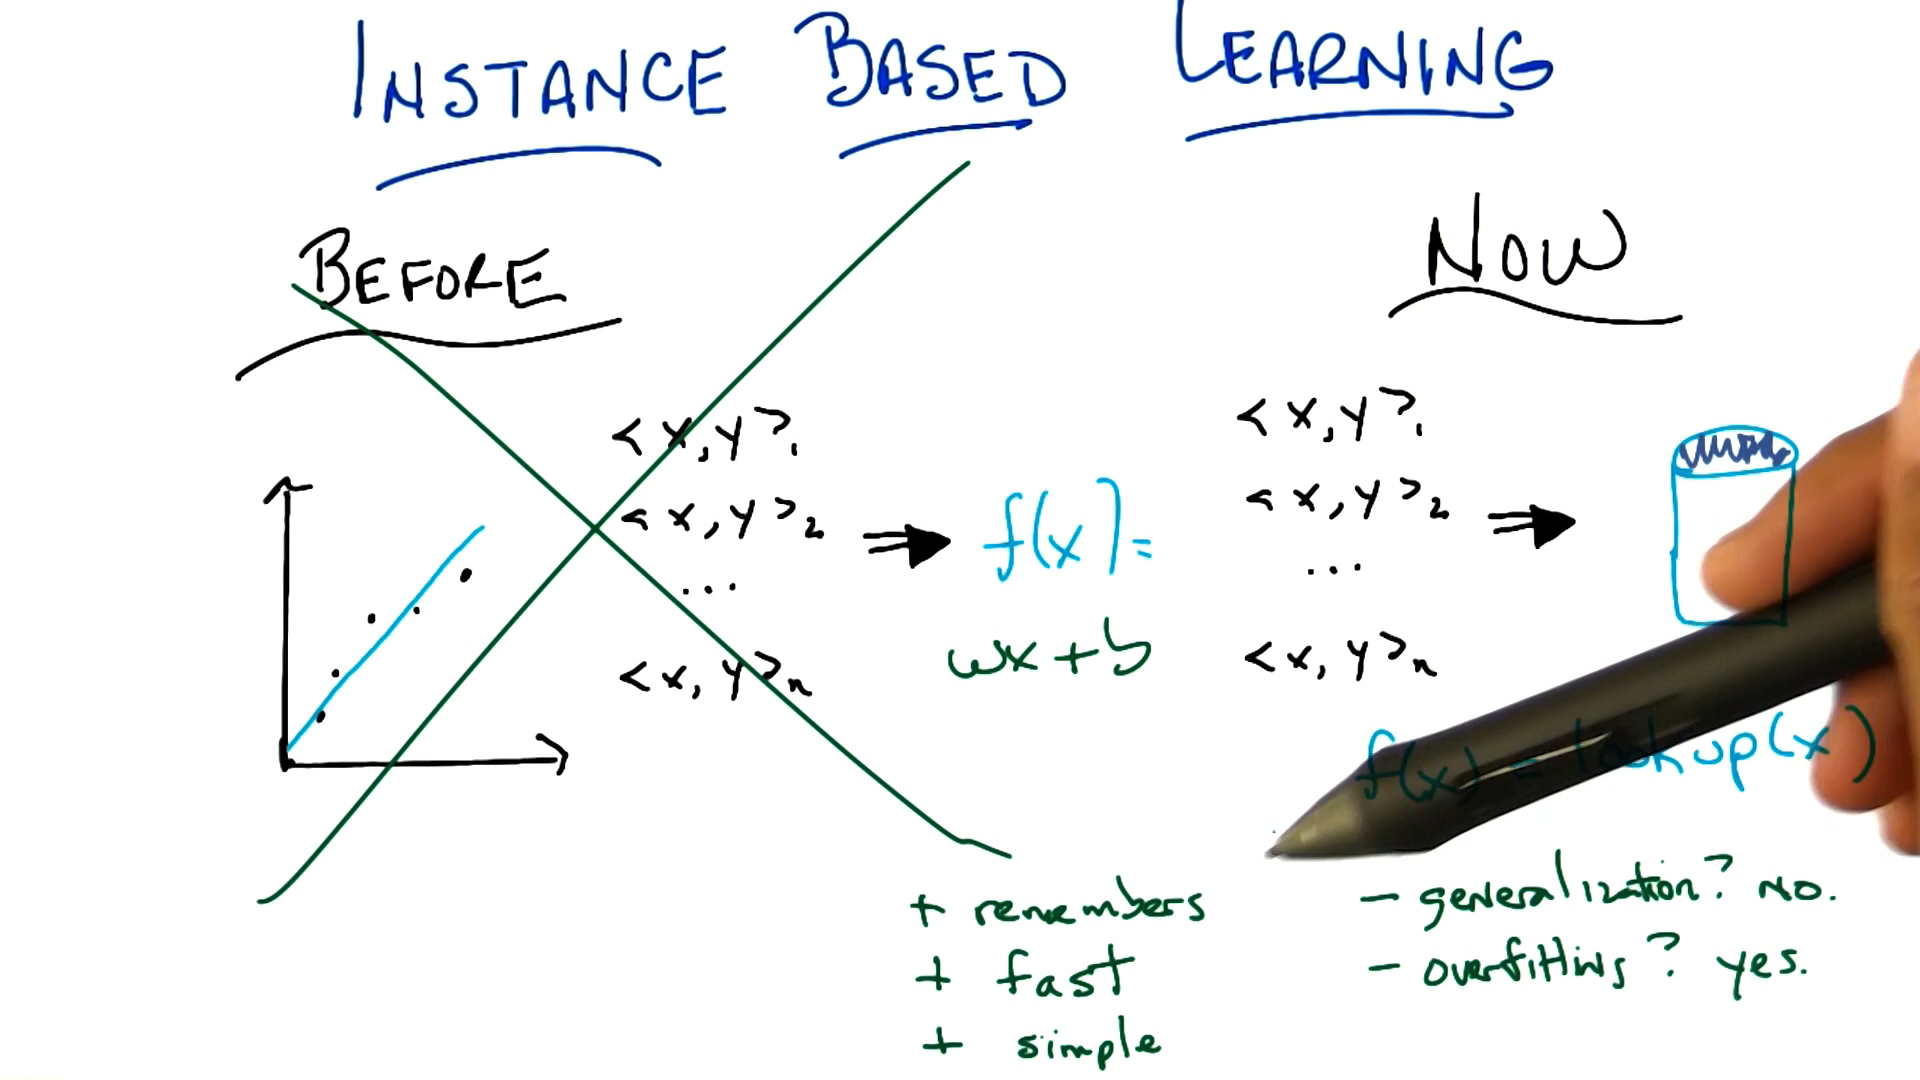 INSTANCE BASED LEARNING
BEFORE
<x,y>1
<x,y>2
...
<x,y>n
f(x)=
wx+b
NOW
<x,y>1
<x,y>2
...
<x,y>n
f(x) = lookup(x)
+ remembers
+ fast
+ simple
- generalization? no.
- overfitting? yes.